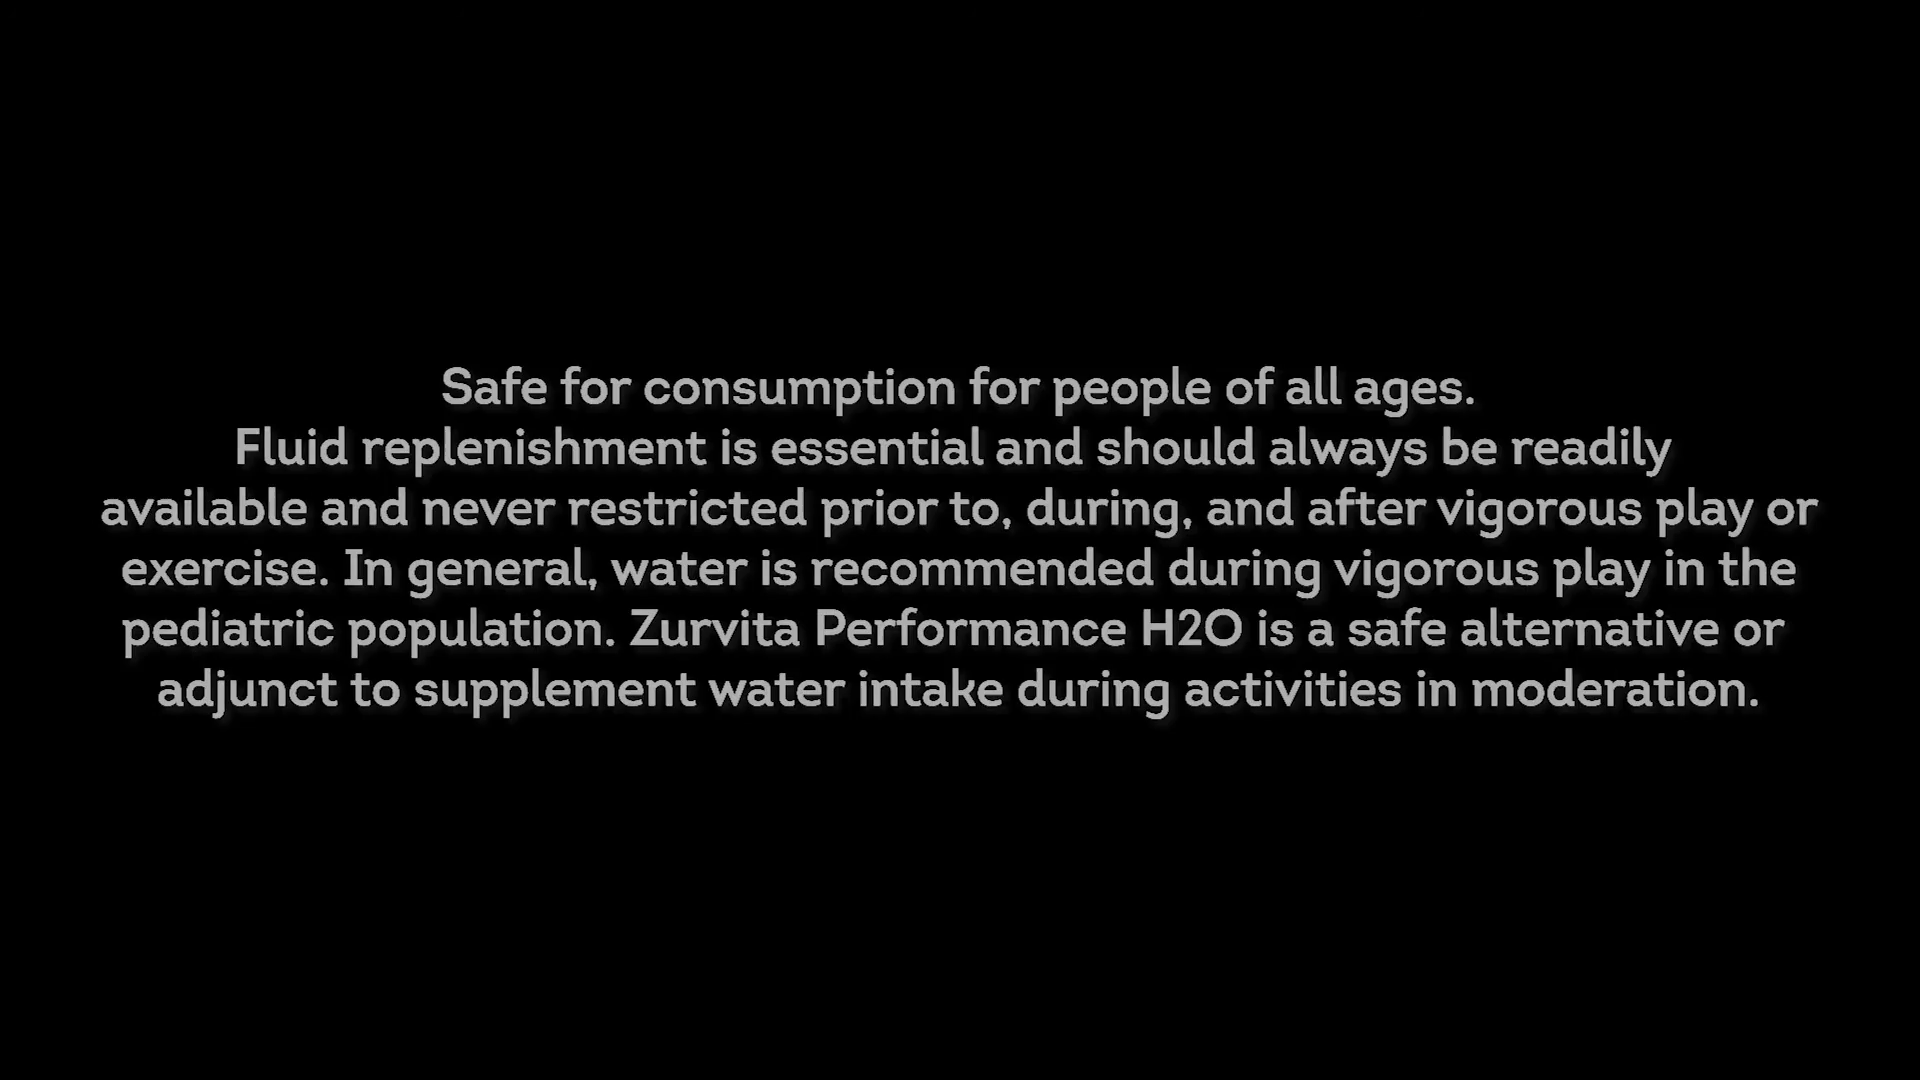 Safe for consumption for people of all ages.
Fluid replenishment is essential and should always be readily
available and never restricted prior to, during, and after vigorous play or
exercise. In general, water is recommended during vigorous play in the
pediatric population. Zurvita Performance H2O is a safe alternative or
adjunct to supplement water intake during activities in moderation.